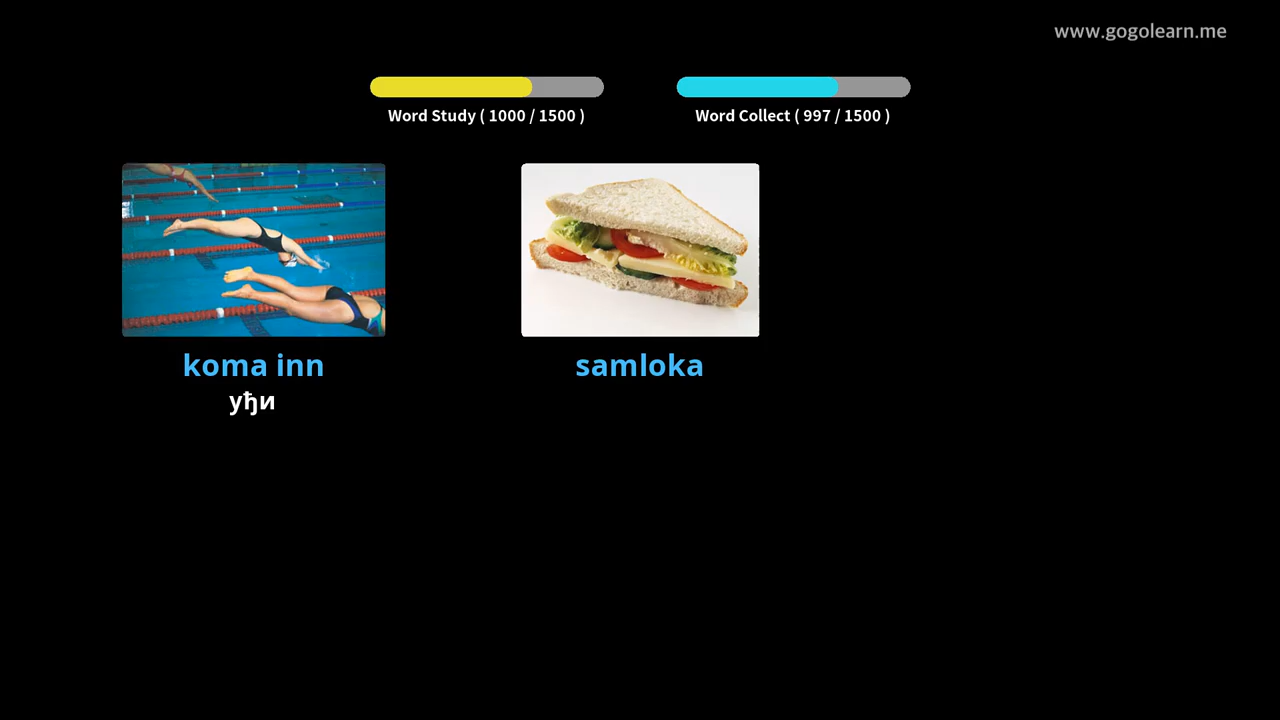 www.gogolearn.me
Word Study ( 1000 / 1500 )
Word Collect ( 997 / 1500 )
koma inn
уђи
samloka